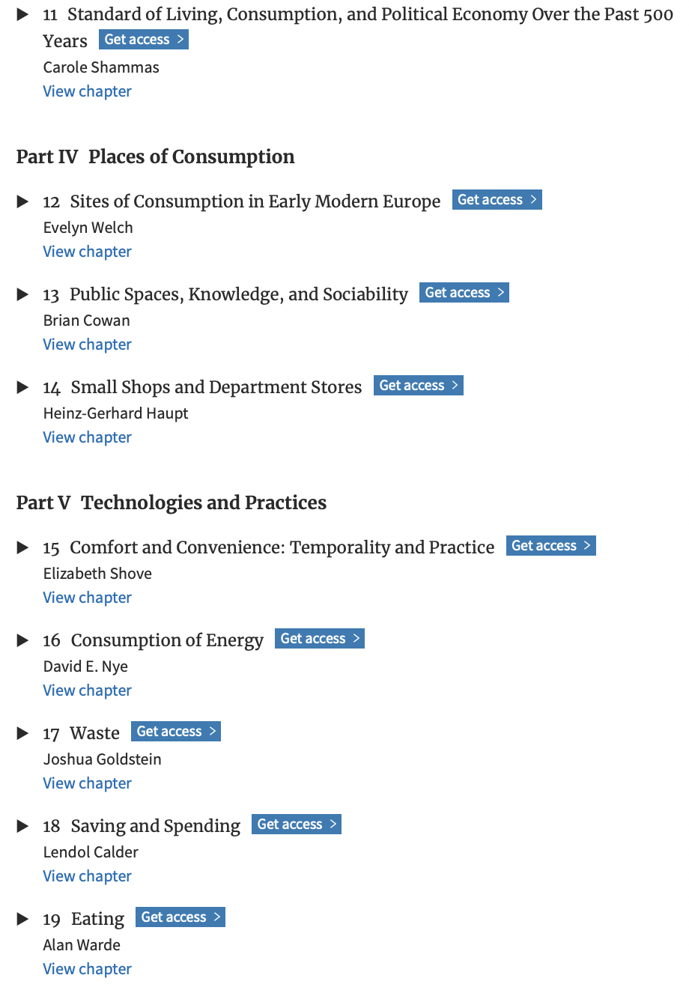 11 Standard of Living, Consumption, and Political Economy Over the Past 500
Years Get access >
Carole Shammas
View chapter
Part IV Places of Consumption
12 Sites of Consumption in Early Modern Europe Get access >
Evelyn Welch
View chapter
13 Public Spaces, Knowledge, and Sociability Get access >
Brian Cowan
View chapter
14 Small Shops and Department Stores Get access >
Heinz-Gerhard Haupt
View chapter
Part V Technologies and Practices
15 Comfort and Convenience: Temporality and Practice Get access >
Elizabeth Shove
View chapter
16 Consumption of Energy Get access >
David E. Nye
View chapter
17 Waste Get access >
Joshua Goldstein
View chapter
18 Saving and Spending Get access >
Lendol Calder
View chapter
19 Eating Get access >
Alan Warde
View chapter